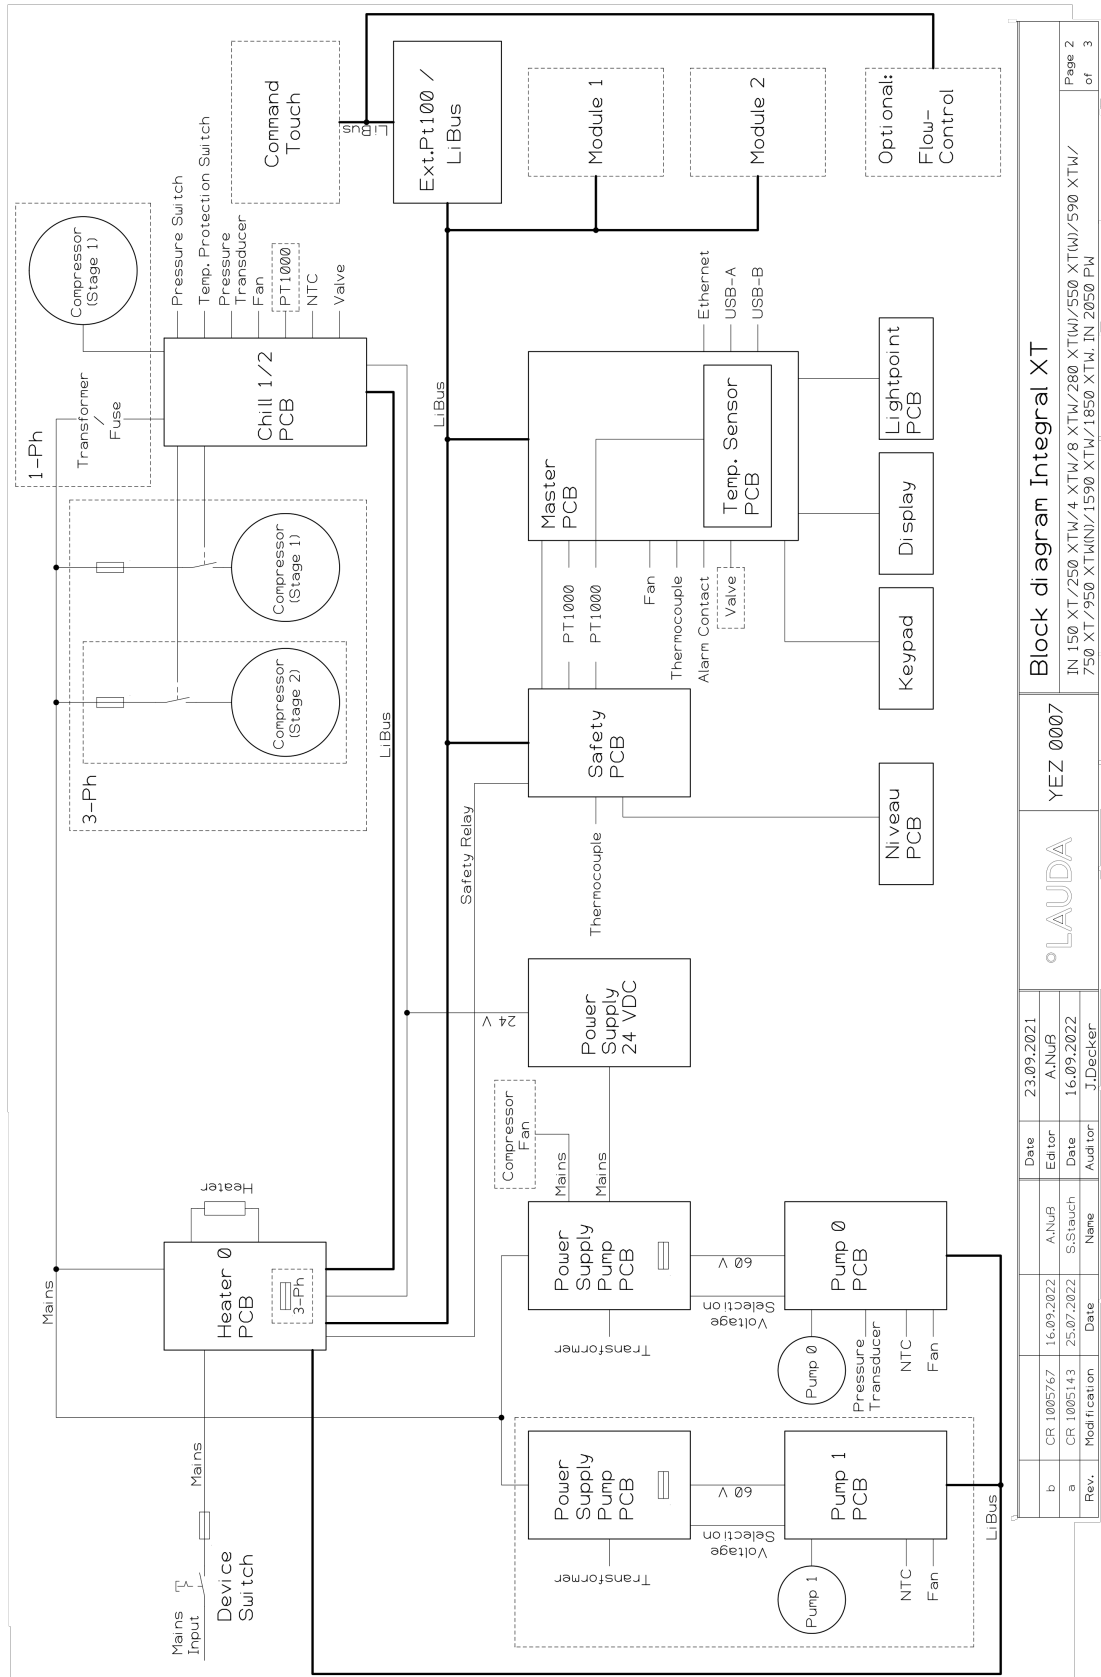 Mains
Input
Device
Switch
Mains
Mains
Heater 0
PCB
3-Ph
Heater
3-Ph
Compressor
(Stage 2)
Compressor
(Stage 1)
1-Ph
Transformer
/
Fuse
Compressor
(Stage 1)
Chill 1/2
PCB
Pressure Switch
Temp. Protection Switch
Pressure
Transducer
Fan
PT1000
NTC
Valve
LiBus
Command
Touch
LiBus
LiBus
Ext.Pt100 /
LiBus
Module 1
Module 2
Optional:
Flow-
Control
LiBus
Safety Relay
24 V
Power
Supply
24 VDC
Compressor
Fan
Mains
Mains
Power
Supply
Pump
PCB
Transformer
60 V
Voltage
Selection
Pump 0
PCB
Pump 0
Pressure
Transducer
NTC
Fan
Power
Supply
Pump
PCB
Transformer
60 V
Voltage
Selection
Pump 1
PCB
Pump 1
NTC
Fan
LiBus
Thermocouple
Safety
PCB
Niveau
PCB
PT1000
PT1000
Fan
Thermocouple
Alarm Contact
Valve
Master
PCB
Temp. Sensor
PCB
Ethernet
USB-A
USB-B
Keypad
Display
Lightpoint
PCB
b CR 1005767 16.09.2022 A.NuB
a CR 1005143 25.07.2022 S.Stauch
Rev. Modification Date Name
Date 23.09.2021
Editor A.NuB
Date 16.09.2022
Auditor J.Decker
°LAUDA
YEZ 0007
Block diagram Integral XT
IN 150 XT/250 XTW/4 XTW/8 XTW/280 XT(W)/550 XT(W)/590 XTW/
750 XT/950 XTW(N)/1590 XTW/1850 XTW, IN 2050 PW
Page 2
of 3